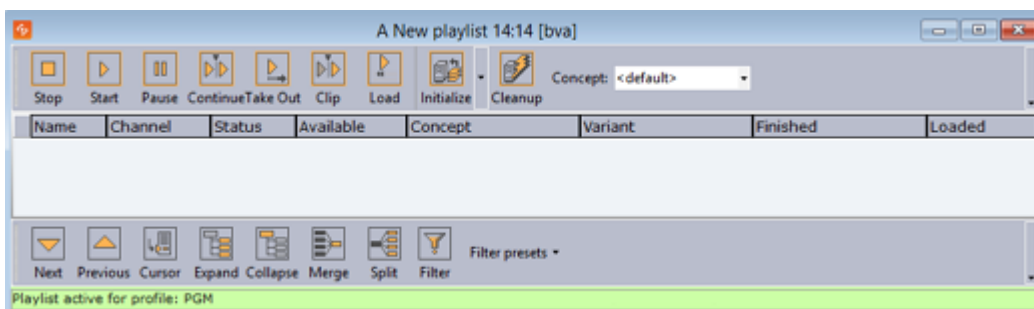 A New playlist 14:14 [bva]
Stop Start Pause Continue Take Out Clip Load Initialize Cleanup Concept: <default>
Name Channel Status Available Concept Variant Finished Loaded
Next Previous Cursor Expand Collapse Merge Split Filter Filter presets
Playlist active for profile: PGM